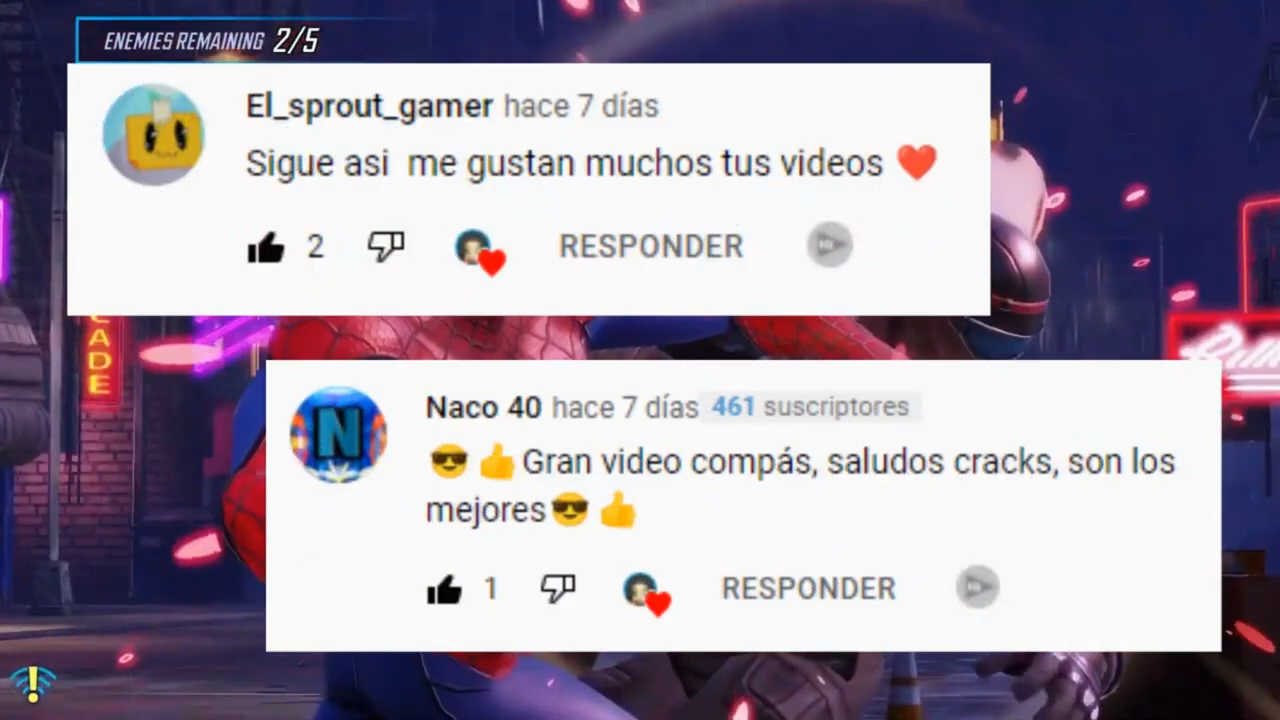 ENEMIES REMAINING 2/5
El_sprout_gamer hace 7 días
Sigue asi  me gustan muchos tus videos ❤️
2 RESPONDER
CADE
Naco 40 hace 7 días 461 suscriptores
😎 👍Gran video compás, saludos cracks, son los
mejores😎 👍
1 RESPONDER
N